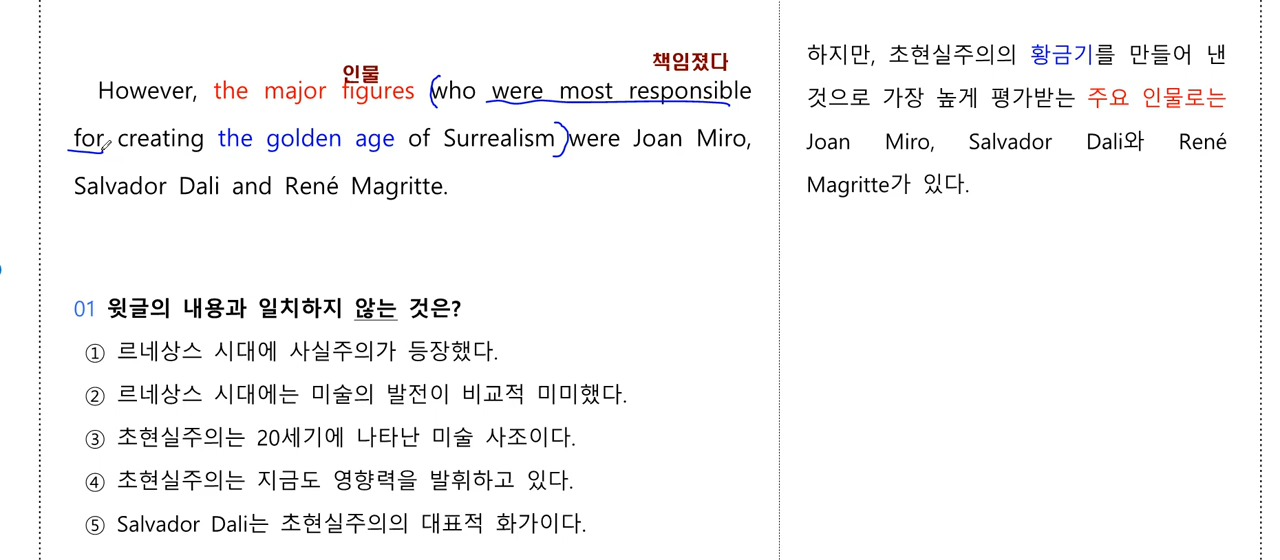 인물
책임졌다
However, the major figures who were most responsible
for creating the golden age of Surrealism were Joan Miro,
Salvador Dali and René Magritte.
하지만, 초현실주의의 황금기를 만들어 낸
것으로 가장 높게 평가받는 주요 인물로는
Joan Miro, Salvador Dali와 René
Magritte가 있다.
01 윗글의 내용과 일치하지 않는 것은?
① 르네상스 시대에 사실주의가 등장했다.
② 르네상스 시대에는 미술의 발전이 비교적 미미했다.
③ 초현실주의는 20세기에 나타난 미술 사조이다.
④ 초현실주의는 지금도 영향력을 발휘하고 있다.
⑤ Salvador Dali는 초현실주의의 대표적 화가이다.